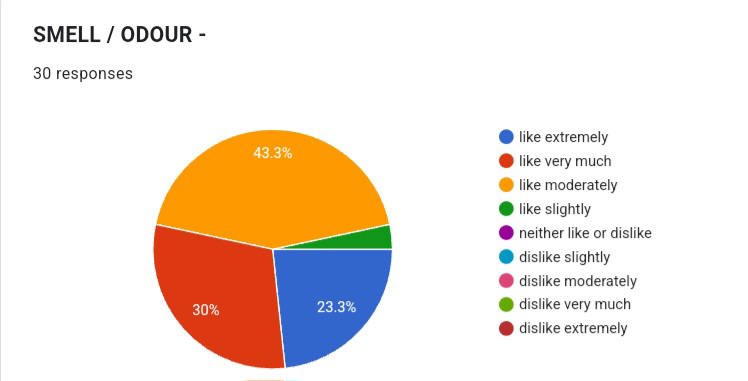 SMELL / ODOUR -
30 responses
43.3%
30%
23.3%
like extremely
like very much
like moderately
like slightly
neither like or dislike
dislike slightly
dislike moderately
dislike very much
dislike extremely